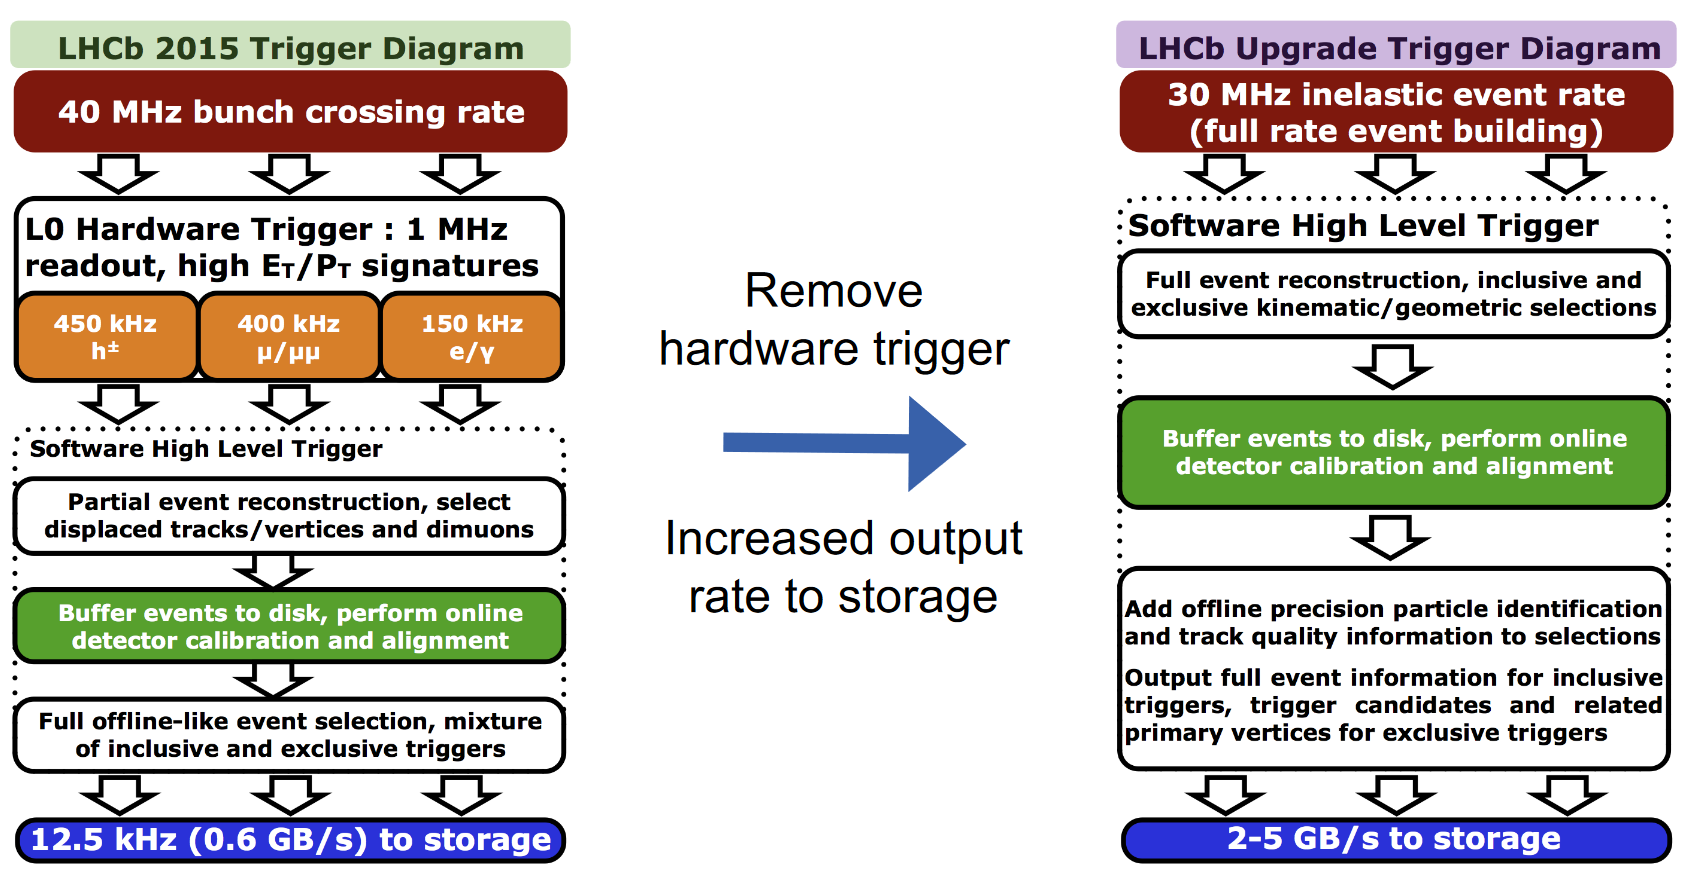 LHCb 2015 Trigger Diagram
40 MHz bunch crossing rate
L0 Hardware Trigger : 1 MHz
readout, high ET/PT signatures
450 kHz
h±
400 kHz
μ/μμ
150 kHz
e/γ
Software High Level Trigger
Partial event reconstruction, select
displaced tracks/vertices and dimuons
Buffer events to disk, perform online
detector calibration and alignment
Full offline-like event selection, mixture
of inclusive and exclusive triggers
12.5 kHz (0.6 GB/s) to storage
Remove
hardware trigger
Increased output
rate to storage
LHCb Upgrade Trigger Diagram
30 MHz inelastic event rate
(full rate event building)
Software High Level Trigger
Full event reconstruction, inclusive and
exclusive kinematic/geometric selections
Buffer events to disk, perform online
detector calibration and alignment
Add offline precision particle identification
and track quality information to selections
Output full event information for inclusive
triggers, trigger candidates and related
primary vertices for exclusive triggers
2-5 GB/s to storage